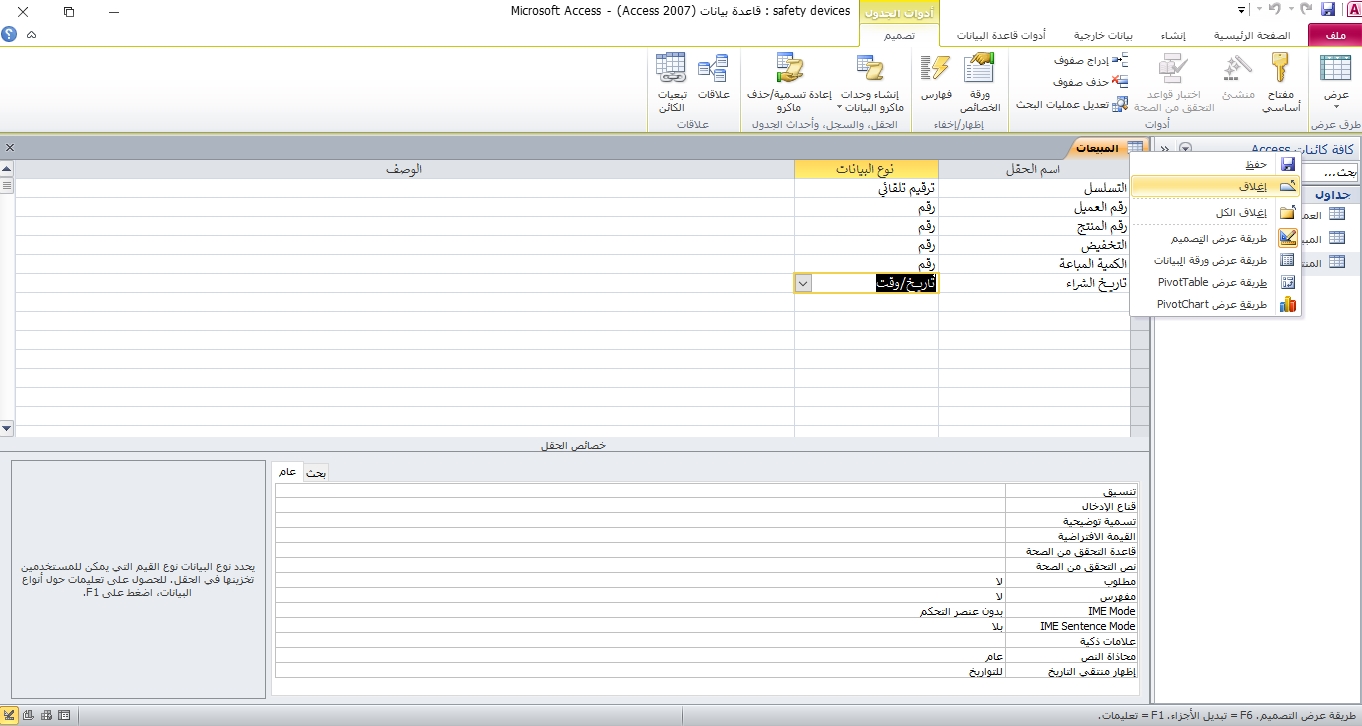 safety devices : قاعدة بيانات (Access 2007) - Microsoft Access
أدوات الجدول
ملف
الصفحة الرئيسية
إنشاء
بيانات خارجية
أدوات قاعدة البيانات
تصميم
عرض
طرق عرض
مفتاح أساسي
منشئ
اختبار قواعد التحقق من الصحة
إدراج صفوف
حذف صفوف
تعديل عمليات البحث
أدوات
ورقة الخصائص
فهارس
إظهار/إخفاء
إنشاء وحدات ماكرو البيانات
إعادة تسمية/حذف ماكرو
الحقل، والسجل، وأحداث الجدول
علاقات
تبعيات الكائن
علاقات
كافة كائنات Access
بحث...
جداول
العم
المبي
المنت
حفظ
إغلاق
إغلاق الكل
طريقة عرض التصميم
طريقة عرض ورقة البيانات
طريقة عرض PivotTable
طريقة عرض PivotChart
المبيعات
اسم الحقل
نوع البيانات
الوصف
التسلسل
ترقيم تلقائي
رقم العميل
رقم
رقم المنتج
رقم
التخفيض
رقم
الكمية المباعة
رقم
تاريخ الشراء
تاريخ/وقت
خصائص الحقل
عام
بحث
تنسيق
قناع الإدخال
تسمية توضيحية
القيمة الافتراضية
قاعدة التحقق من الصحة
نص التحقق من الصحة
مطلوب
لا
مفهرس
لا
IME Mode
بدون عنصر التحكم
IME Sentence Mode
بلا
علامات ذكية
محاذاة النص
عام
إظهار منتقي التاريخ
للتواريخ
يحدد نوع البيانات نوع القيم التي يمكن للمستخدمين
تخزينها في الحقل. للحصول على تعليمات حول أنواع
البيانات، اضغط على F1.
طريقة عرض التصميم. F6 = تبديل الأجزاء. F1 = تعليمات.